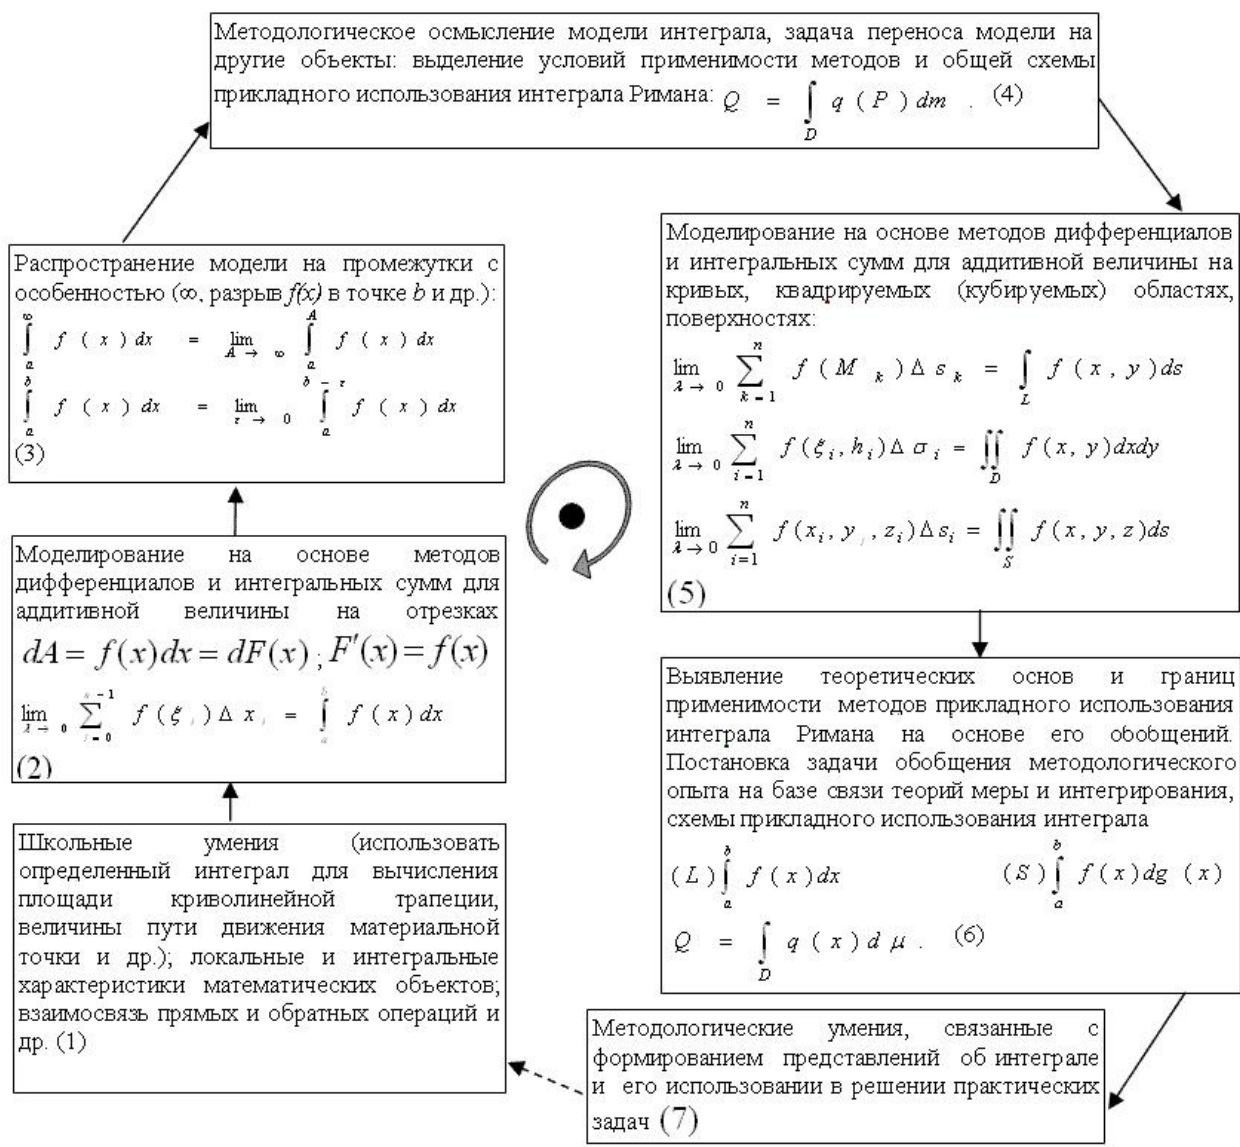 Методологическое осмысление модели интеграла, задача переноса модели на
другие объекты: выделение условий применимости методов и общей схемы
прикладного использования интеграла Римана: Q = ∫_D q ( P ) dm . (4)
Распространение модели на промежутки с
особенностью (∞, разрыв f(x) в точке b и др.):
∫_a^∞ f ( x ) dx = lim_{A → ∞} ∫_a^A f ( x ) dx
∫_a^b f ( x ) dx = lim_{τ → 0} ∫_a^{b − τ} f ( x ) dx
(3)
Моделирование на основе методов
дифференциалов и интегральных сумм для
аддитивной величины на отрезках
dA = f(x)dx = dF(x) ; F′(x) = f(x)
lim_{λ → 0} ∑_{i = 0}^{n − 1} f ( ξ_i ) Δ x_i = ∫_a^b f ( x ) dx
(2)
Школьные умения (использовать
определенный интеграл для вычисления
площади криволинейной трапеции,
величины пути движения материальной
точки и др.); локальные и интегральные
характеристики математических объектов;
взаимосвязь прямых и обратных операций и
др. (1)
Моделирование на основе методов дифференциалов
и интегральных сумм для аддитивной величины на
кривых, квадрируемых (кубируемых) областях,
поверхностях:
lim_{λ → 0} ∑_{k = 1}^n f ( M_k ) Δ s_k = ∫_L f ( x , y ) ds
lim_{λ → 0} ∑_{i = 1}^n f ( ξ_i , h_i ) Δ σ_i = ∬_D f ( x , y ) dxdy
lim_{λ → 0} ∑_{i=1}^n f ( x_i , y_i , z_i ) Δ s_i = ∬_S f ( x , y , z ) ds
(5)
Выявление теоретических основ и границ
применимости методов прикладного использования
интеграла Римана на основе его обобщений.
Постановка задачи обобщения методологического
опыта на базе связи теорий меры и интегрирования,
схемы прикладного использования интеграла
( L ) ∫_a^b f ( x ) dx ( S ) ∫_a^b f ( x ) dg ( x )
Q = ∫_D q ( x ) d μ . (6)
Методологические умения, связанные с
формированием представлений об интеграле
и его использовании в решении практических
задач (7)